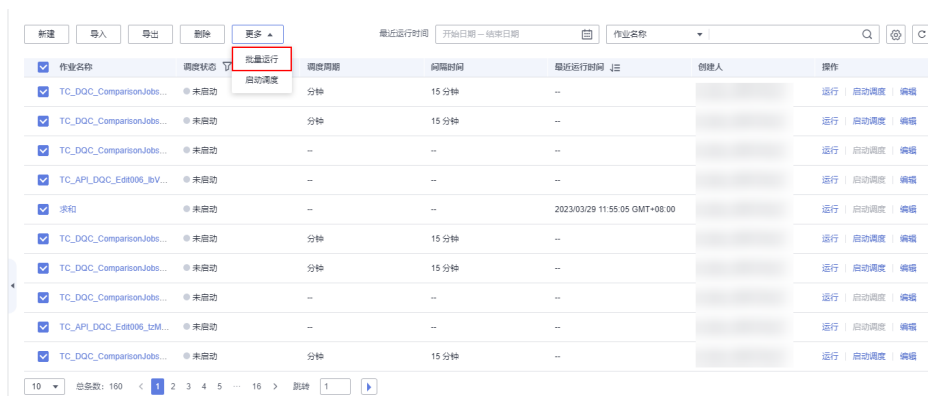 新建 导入 导出 删除 更多 最近运行时间 开始日期 – 结束日期 作业名称
批量运行
启动调度
作业名称 调度状态 调度周期 间隔时间 最近运行时间 创建人 操作
TC_DQC_ComparisonJobs... 未启动 分钟 15 分钟 -- 运行 启动调度 编辑
TC_DQC_ComparisonJobs... 未启动 分钟 15 分钟 -- 运行 启动调度 编辑
TC_DQC_ComparisonJobs... 未启动 -- -- -- 运行 启动调度 编辑
TC_API_DQC_Edit006_lbV... 未启动 -- -- -- 运行 启动调度 编辑
求和 未启动 -- -- 2023/03/29 11:55:05 GMT+08:00 运行 启动调度 编辑
TC_DQC_ComparisonJobs... 未启动 分钟 15 分钟 -- 运行 启动调度 编辑
TC_DQC_ComparisonJobs... 未启动 分钟 15 分钟 -- 运行 启动调度 编辑
TC_DQC_ComparisonJobs... 未启动 -- -- -- 运行 启动调度 编辑
TC_API_DQC_Edit006_tzM... 未启动 -- -- -- 运行 启动调度 编辑
TC_DQC_ComparisonJobs... 未启动 分钟 15 分钟 -- 运行 启动调度 编辑
10 总条数: 160 < 1 2 3 4 5 ... 16 > 跳转 1